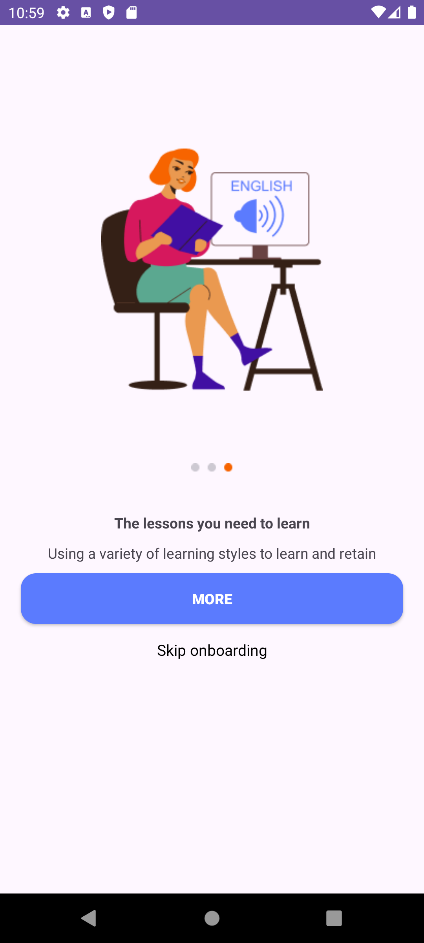 10:59
ENGLISH
The lessons you need to learn
Using a variety of learning styles to learn and retain
MORE
Skip onboarding